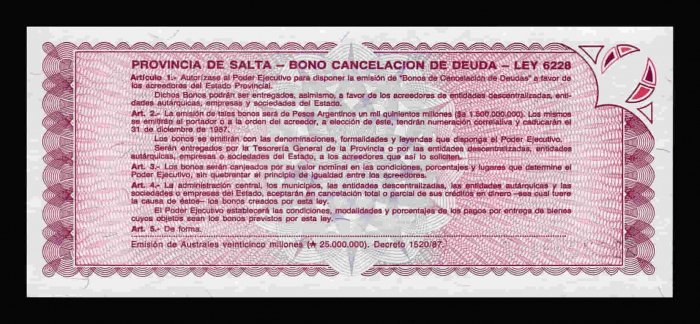 PROVINCIA DE SALTA – BONO CANCELACION DE DEUDA – LEY 6228
Artículo 1.- Autorízase al Poder Ejecutivo para disponer la emisión de "Bonos de Cancelación de Deudas" a favor de
los acreedores del Estado Provincial.
Dichos Bonos podrán ser entregados, asimismo, a favor de los acreedores de entidades descentralizadas, enti-
dades autárquicas, empresas y sociedades del Estado.
Art. 2.- La emisión de tales bonos será de Pesos Argentinos un mil quinientos millones ($a 1.500.000.000). Los mismos
se emitirán al portador o a la orden del acreedor, a elección de éste, tendrán numeración correlativa y caducarán el
31 de diciembre de 1987.
Los bonos se emitirán con las denominaciones, formalidades y leyendas que disponga el Poder Ejecutivo.
Serán entregados por la Tesorería General de la Provincia o por las entidades descentralizadas, entidades
autárquicas, empresas o sociedades del Estado, a los acreedores que así lo soliciten.
Art. 3.- Los bonos serán canjeados por su valor nominal en las condiciones, porcentajes y lugares que determine el
Poder Ejecutivo, sin quebrantar el principio de igualdad entre los acreedores.
Art. 4.- La administración central, los municipios, las entidades descentralizadas, las entidades autárquicas y las
sociedades o empresas del Estado, aceptarán en cancelación total o parcial de sus créditos en dinero –sea cual fuere
la causa de éstos– los bonos creados por esta ley.
El Poder Ejecutivo establecerá las condiciones, modalidades y porcentajes de los pagos por entrega de bienes
cuyos objetos sean los bonos previstos por esta ley.
Art. 5.- De forma.
Emisión de Australes veinticinco millones (₳ 25.000.000). Decreto 1520/87.